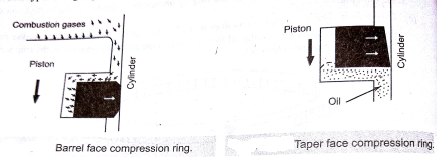 Combustion gases
Piston
Cylinder
Barrel face compression ring.
Piston
Cylinder
Oil
Taper face compression ring.